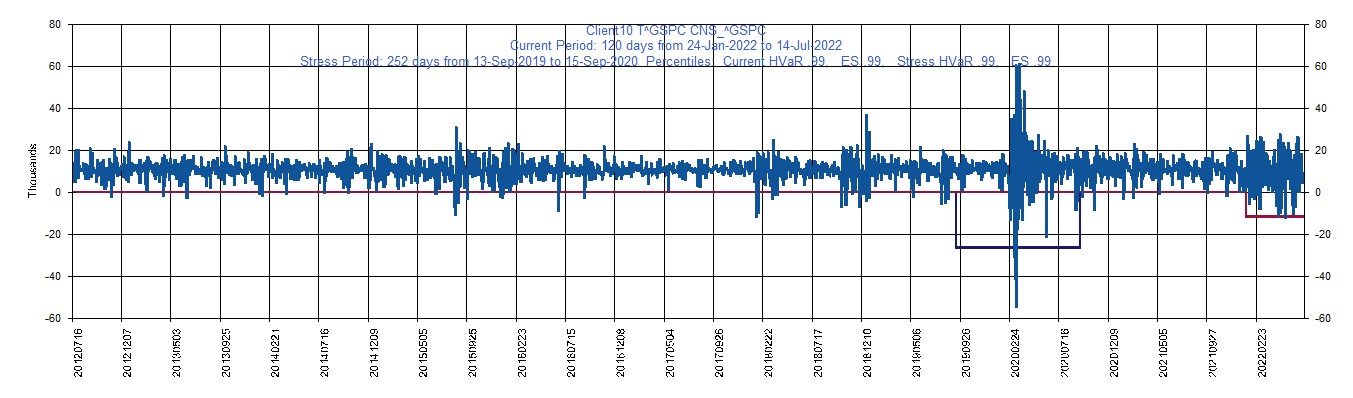 Client10 T^GSPC CNS_^GSPC
Current Period: 120 days from 24-Jan-2022 to 14-Jul-2022
Stress Period: 252 days from 13-Sep-2019 to 15-Sep-2020 Percentiles: Current HVaR .99, ES .99, Stress HVaR .99, ES .99
80 80
60 60
40 40
20 20
Thousands
0 0
-20 -20
-40 -40
-60 -60
20120716 20121207 20130503 20130925 20140221 20140716 20141209 20150505 20150925 20160223 20160715 20161208 20170504 20170926 20180222 20180717 20181210 20190506 20190926 20200224 20200716 20201209 20210505 20210927 20220223